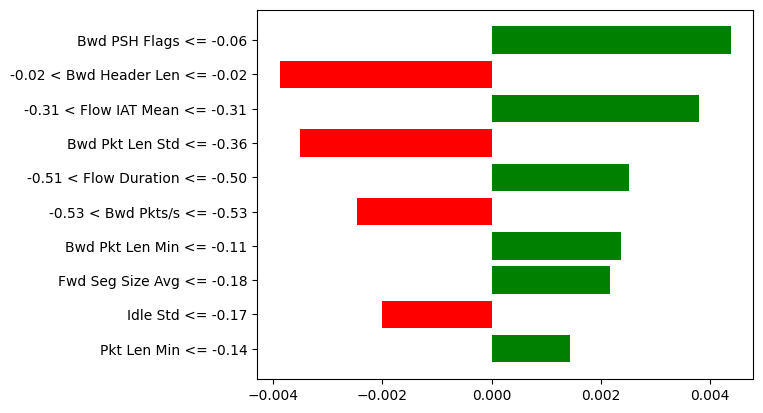 Bwd PSH Flags <= -0.06
-0.02 < Bwd Header Len <= -0.02
-0.31 < Flow IAT Mean <= -0.31
Bwd Pkt Len Std <= -0.36
-0.51 < Flow Duration <= -0.50
-0.53 < Bwd Pkts/s <= -0.53
Bwd Pkt Len Min <= -0.11
Fwd Seg Size Avg <= -0.18
Idle Std <= -0.17
Pkt Len Min <= -0.14
−0.004 −0.002 0.000 0.002 0.004